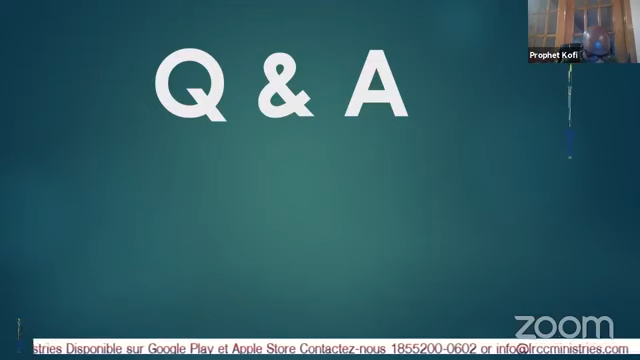 Prophet Kofi
Q & A
zoom
stries Disponible sur Google Play et Apple Store Contactez-nous 1855200-0602 or info@lrccministries.com